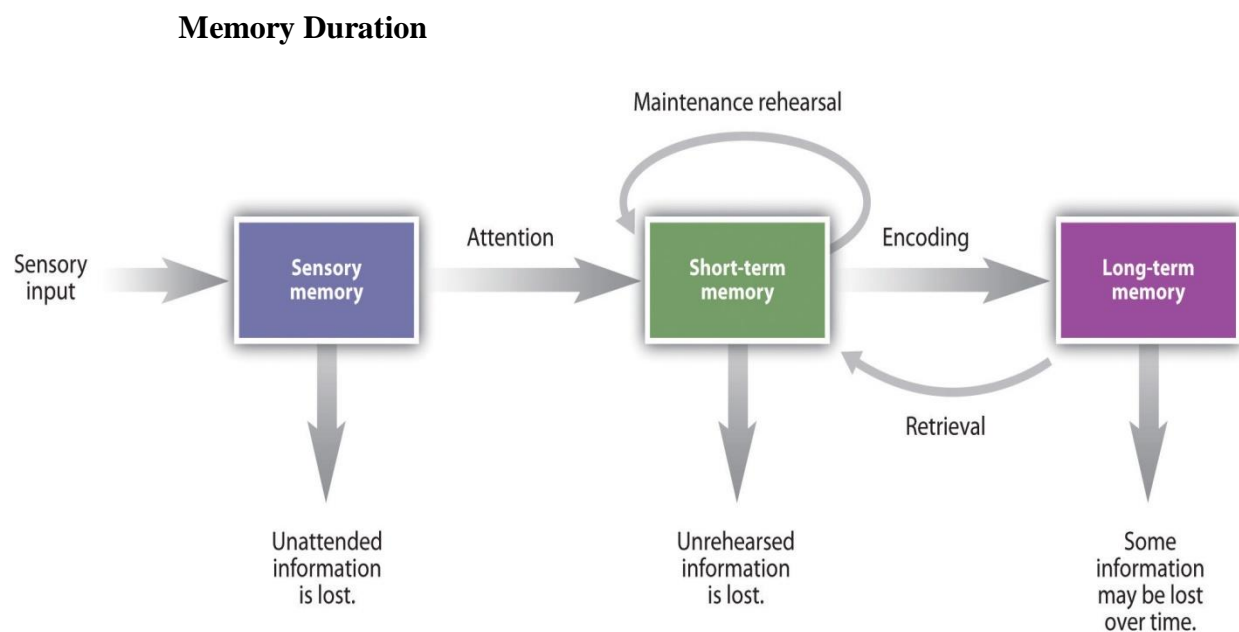 Memory Duration
Maintenance rehearsal
Sensory
input
Sensory
memory
Attention
Short-term
memory
Encoding
Long-term
memory
Retrieval
Unattended
information
is lost.
Unrehearsed
information
is lost.
Some
information
may be lost
over time.